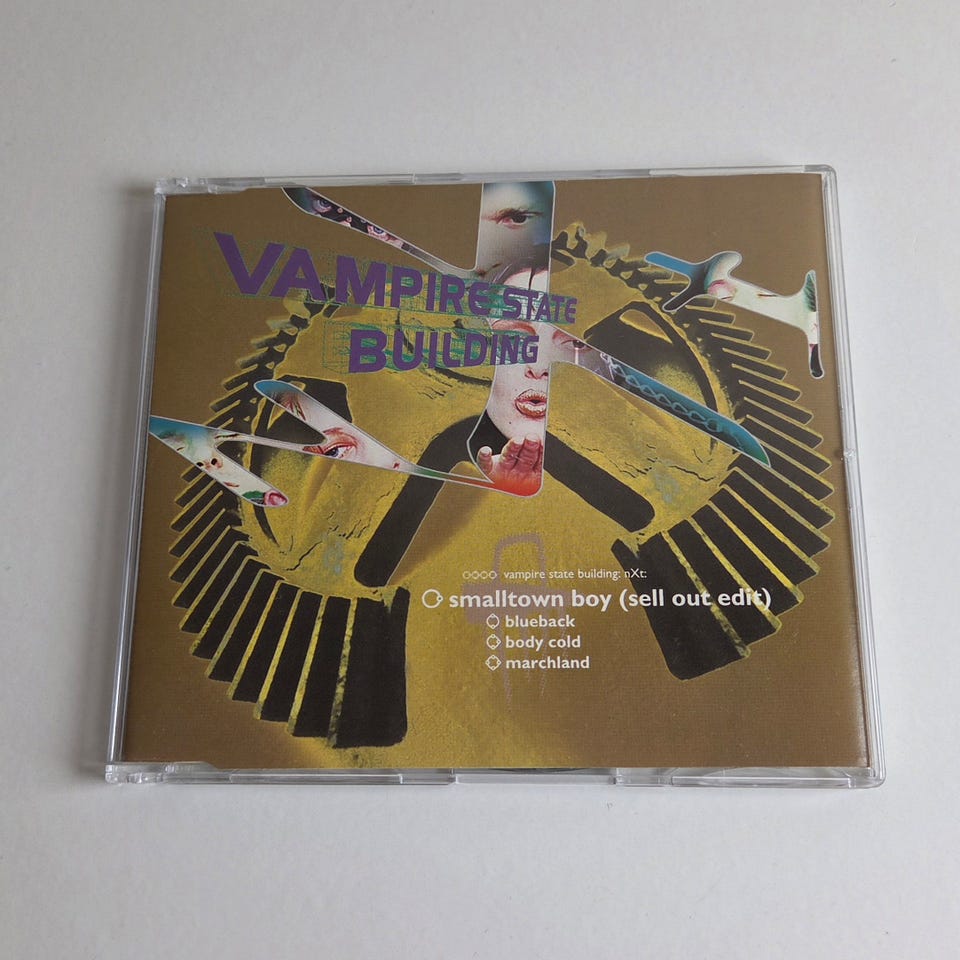 VAMPIRE STATE
BUILDING
vampire state building: nXt:
smalltown boy (sell out edit)
blueback
body cold
marchland